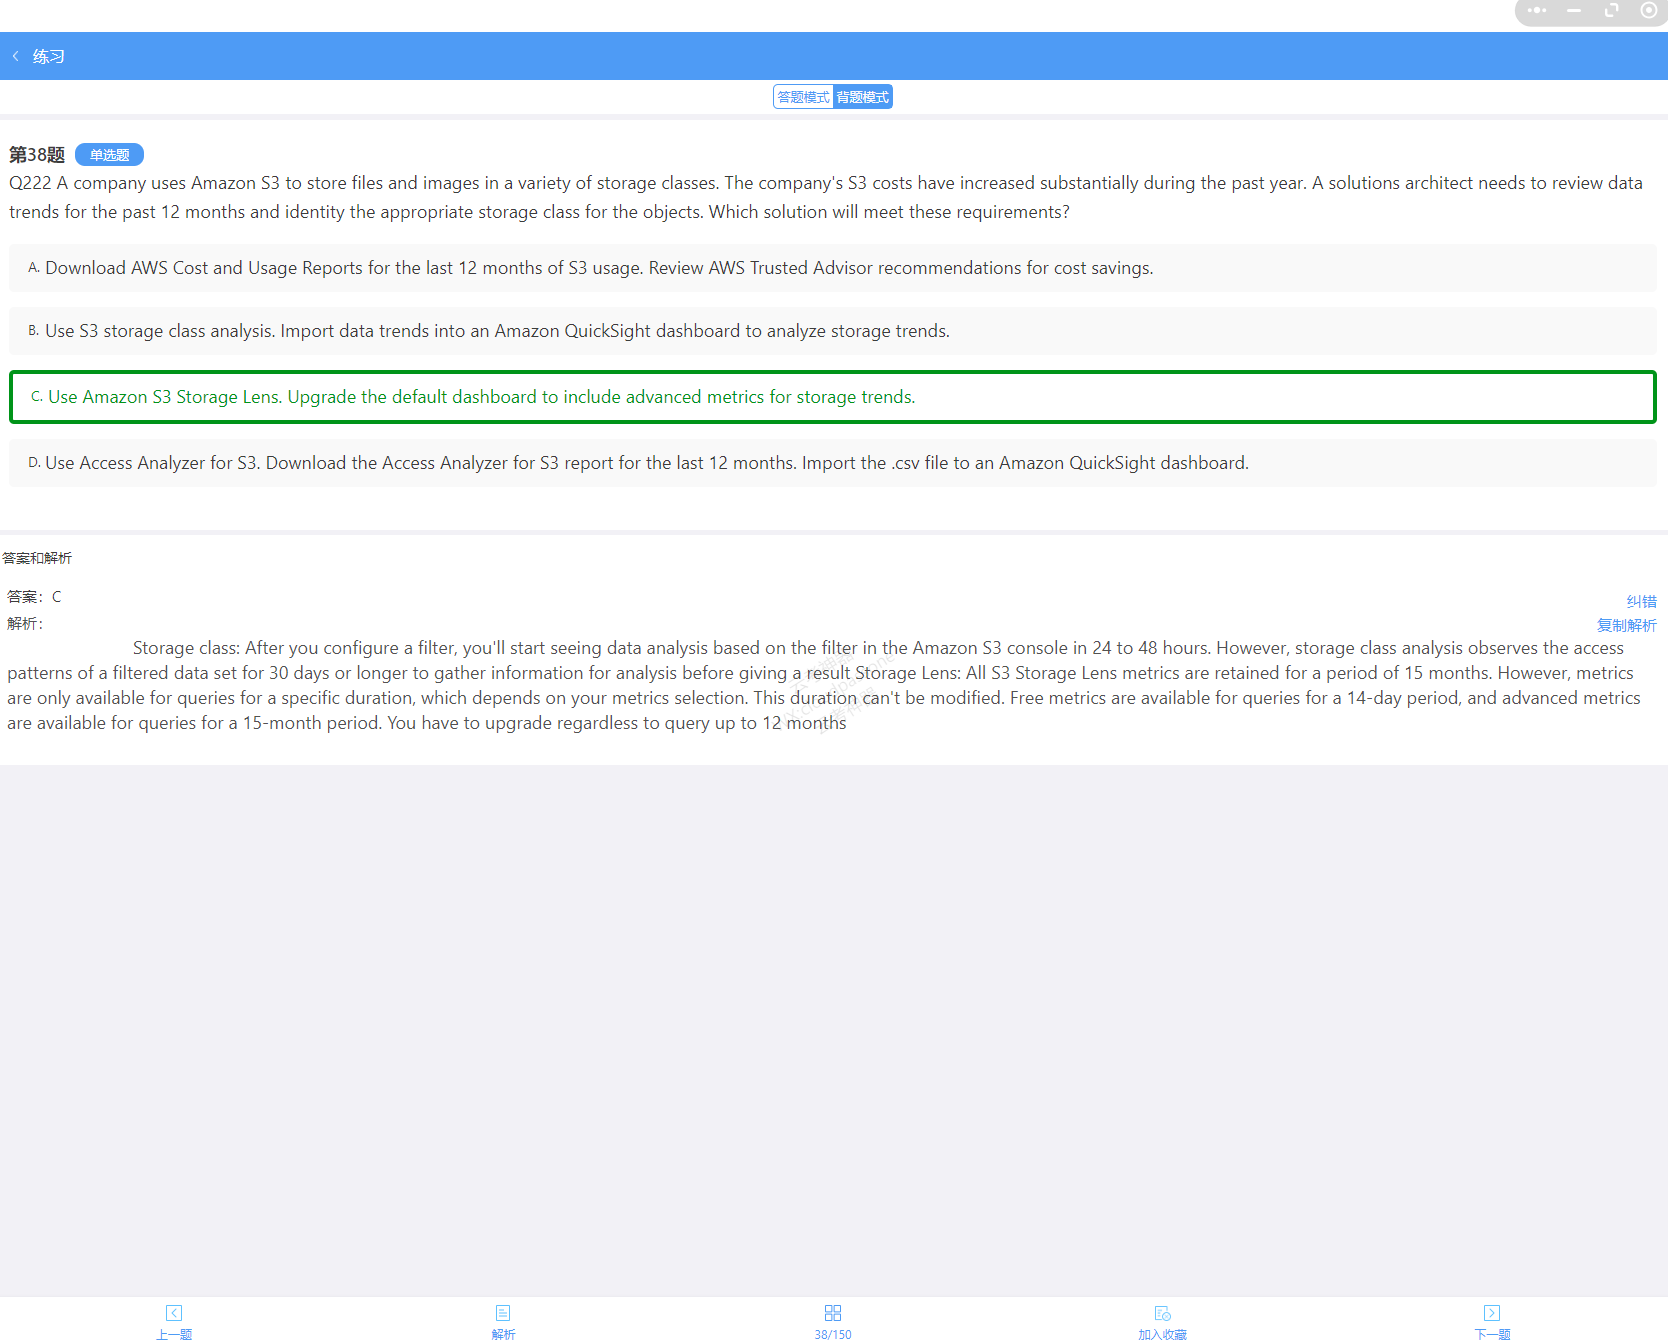 练习
答题模式 背题模式
第38题 单选题
Q222 A company uses Amazon S3 to store files and images in a variety of storage classes. The company's S3 costs have increased substantially during the past year. A solutions architect needs to review data
trends for the past 12 months and identity the appropriate storage class for the objects. Which solution will meet these requirements?
A. Download AWS Cost and Usage Reports for the last 12 months of S3 usage. Review AWS Trusted Advisor recommendations for cost savings.
B. Use S3 storage class analysis. Import data trends into an Amazon QuickSight dashboard to analyze storage trends.
C. Use Amazon S3 Storage Lens. Upgrade the default dashboard to include advanced metrics for storage trends.
D. Use Access Analyzer for S3. Download the Access Analyzer for S3 report for the last 12 months. Import the .csv file to an Amazon QuickSight dashboard.
答案和解析
答案：C
纠错
解析：
复制解析
Storage class: After you configure a filter, you'll start seeing data analysis based on the filter in the Amazon S3 console in 24 to 48 hours. However, storage class analysis observes the access
patterns of a filtered data set for 30 days or longer to gather information for analysis before giving a result Storage Lens: All S3 Storage Lens metrics are retained for a period of 15 months. However, metrics
are only available for queries for a specific duration, which depends on your metrics selection. This duration can't be modified. Free metrics are available for queries for a 14-day period, and advanced metrics
are available for queries for a 15-month period. You have to upgrade regardless to query up to 12 months
上一题 解析 38/150 加入收藏 下一题